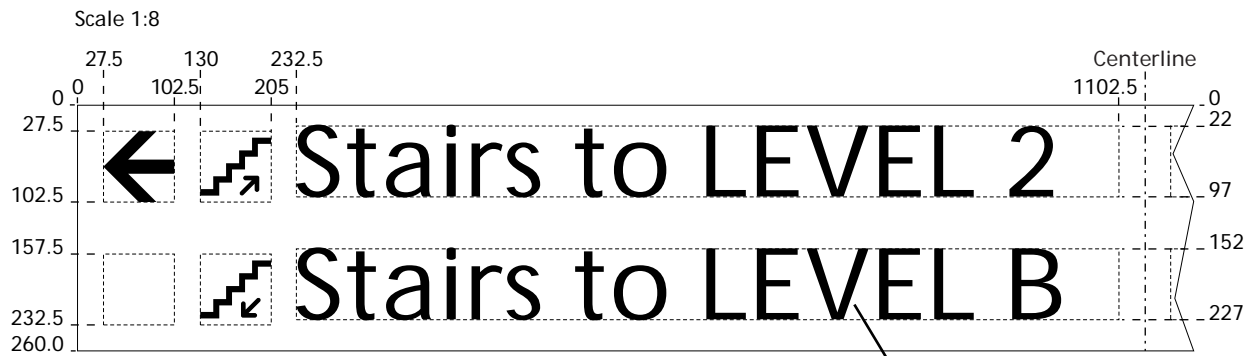 Scale 1:8
27.5 130 232.5 Centerline
0 102.5 205 1102.5
0 0
27.5 22
Stairs to LEVEL 2
102.5 97
157.5 152
Stairs to LEVEL B
232.5 227
260.0